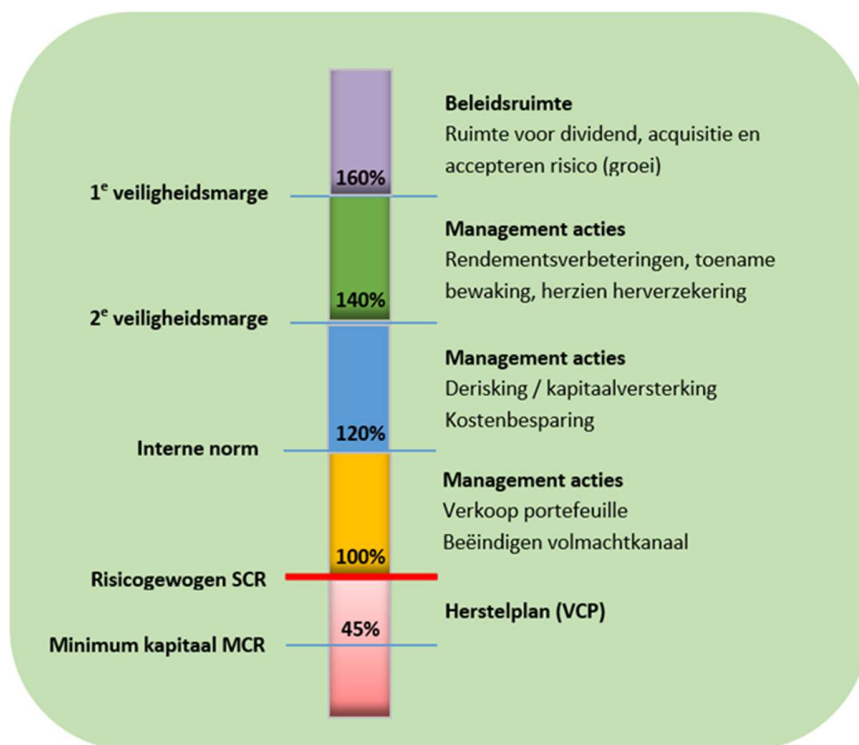 Beleidsruimte
Ruimte voor dividend, acquisitie en
accepteren risico (groei)
160%
1e veiligheidsmarge
Management acties
Rendementsverbeteringen, toename
bewaking, herzien herverzekering
140%
2e veiligheidsmarge
Management acties
Derisking / kapitaalversterking
Kostenbesparing
120%
Interne norm
Management acties
Verkoop portefeuille
Beëindigen volmachtkanaal
100%
Risicogewogen SCR
Herstelplan (VCP)
45%
Minimum kapitaal MCR